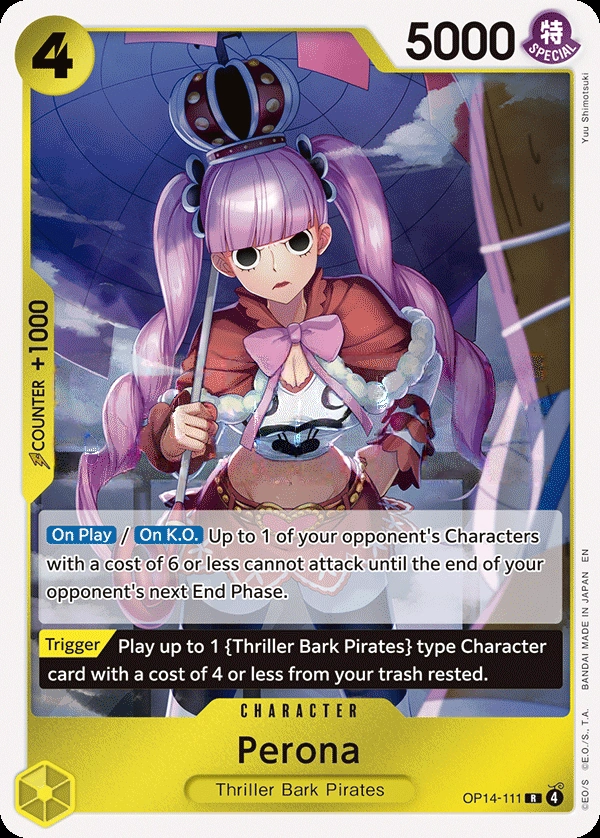 4
5000
特
SPECIAL
Yuu Shimotsuki
COUNTER +1000
On Play / On K.O. Up to 1 of your opponent's Characters
with a cost of 6 or less cannot attack until the end of your
opponent's next End Phase.
Trigger Play up to 1 {Thriller Bark Pirates} type Character
card with a cost of 4 or less from your trash rested.
CHARACTER
Perona
Thriller Bark Pirates
OP14-111 R 4
©E.O/S ©E.O./S., T.A. BANDAI MADE IN JAPAN EN